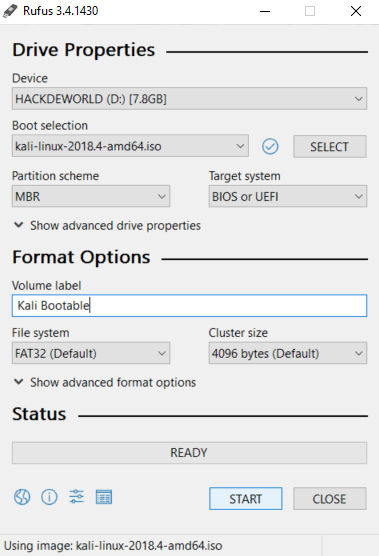 Rufus 3.4.1430
Drive Properties
Device
HACKDEWORLD (D:) [7.8GB]
Boot selection
kali-linux-2018.4-amd64.iso SELECT
Partition scheme Target system
MBR BIOS or UEFI
Show advanced drive properties
Format Options
Volume label
Kali Bootable
File system Cluster size
FAT32 (Default) 4096 bytes (Default)
Show advanced format options
Status
READY
START CLOSE
Using image: kali-linux-2018.4-amd64.iso